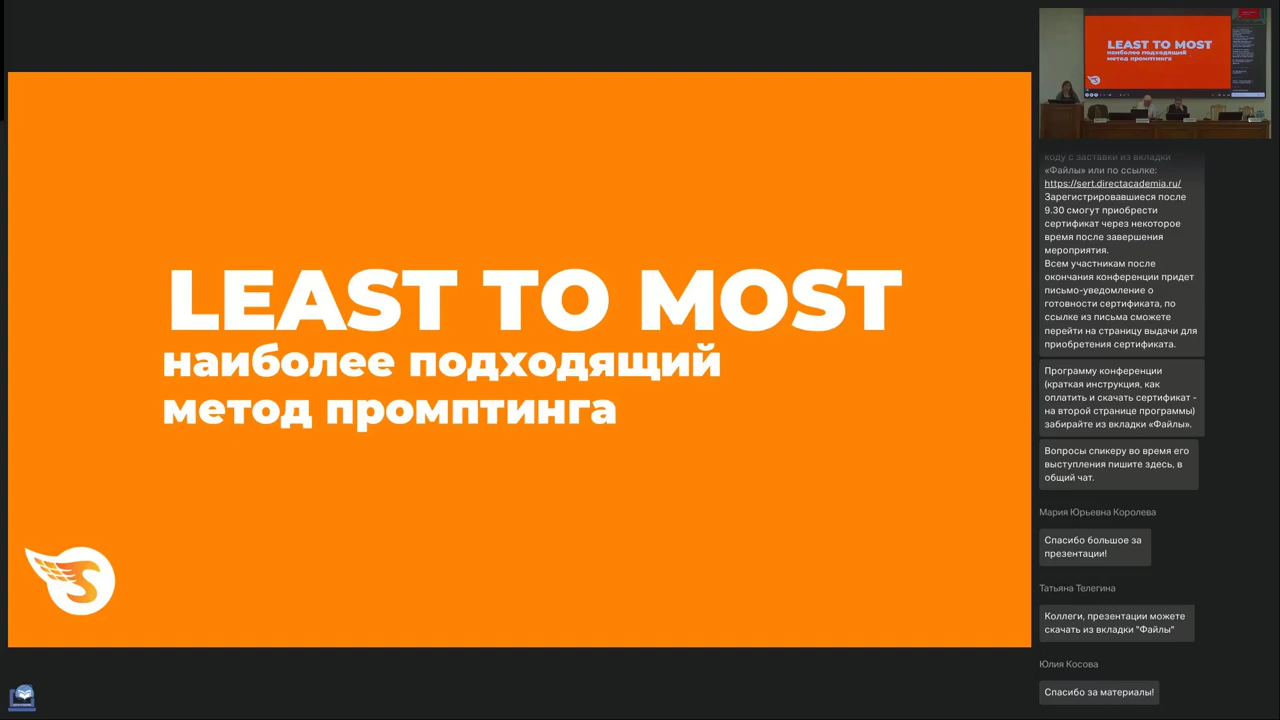 LEAST TO MOST
наиболее подходящий
метод промптинга
LEAST TO MOST
наиболее подходящий
метод промптинга
коду с заставки из вкладки
«Файлы» или по ссылке:
https://sert.directacademia.ru/
Зарегистрировавшиеся после
9.30 смогут приобрести
сертификат через некоторое
время после завершения
мероприятия.
Всем участникам после
окончания конференции придет
письмо-уведомление о
готовности сертификата, по
ссылке из письма сможете
перейти на страницу выдачи для
приобретения сертификата.
Программу конференции
(краткая инструкция, как
оплатить и скачать сертификат -
на второй странице программы)
забирайте из вкладки «Файлы».
Вопросы спикеру во время его
выступления пишите здесь, в
общий чат.
Мария Юрьевна Королева
Спасибо большое за
презентации!
Татьяна Телегина
Коллеги, презентации можете
скачать из вкладки "Файлы"
Юлия Косова
Спасибо за материалы!